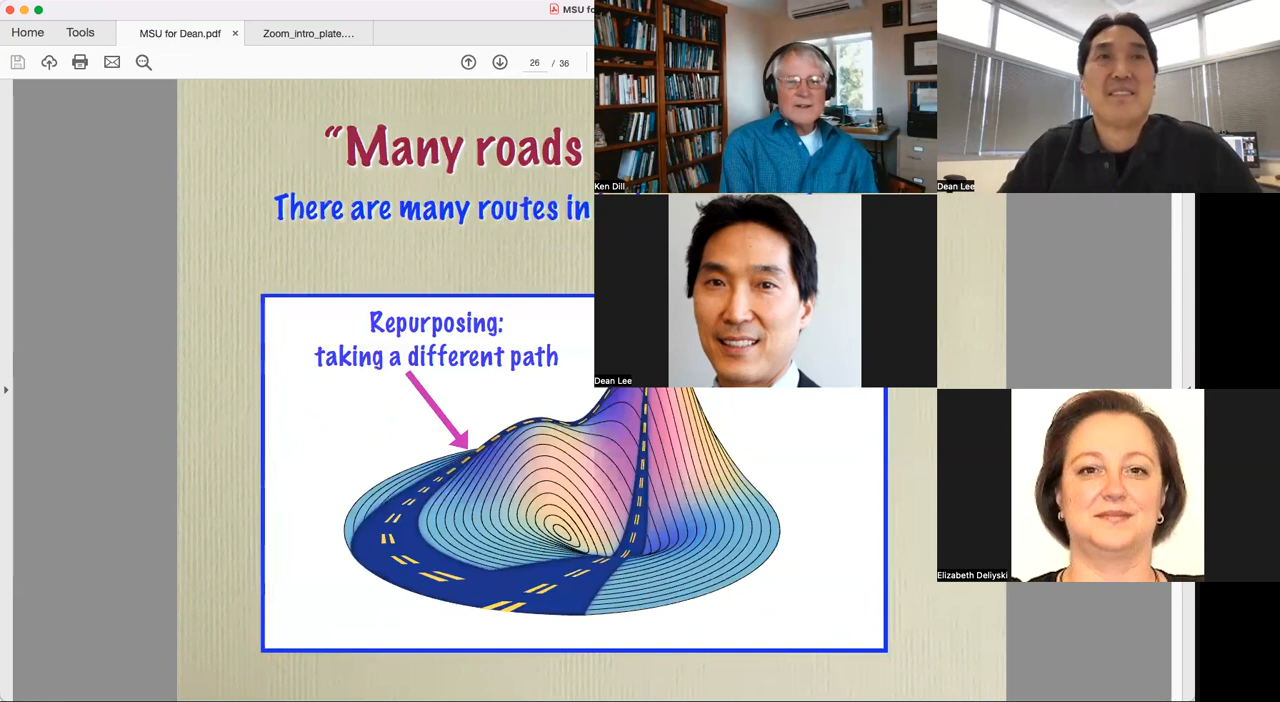 MSU fo
Home
Tools
MSU for Dean.pdf ×
Zoom_intro_plate....
26 / 36
“Many roads
There are many routes in
Repurposing:
taking a different path
Ken Dill
Dean Lee
Dean Lee
Elizabeth Deliyski